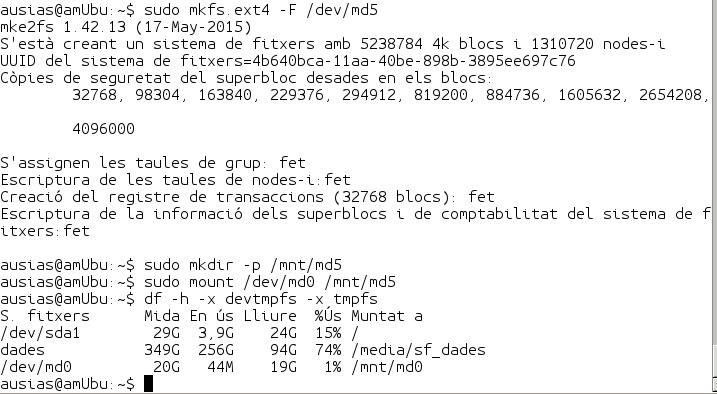 ausias@amUbu:~$ sudo mkfs.ext4 -F /dev/md5
mke2fs 1.42.13 (17-May-2015)
S'està creant un sistema de fitxers amb 5238784 4k blocs i 1310720 nodes-i
UUID del sistema de fitxers=4b640bca-11aa-40be-898b-3895ee697c76
Còpies de seguretat del superbloc desades en els blocs:
32768, 98304, 163840, 229376, 294912, 819200, 884736, 1605632, 2654208,
4096000
S'assignen les taules de grup: fet
Escriptura de les taules de nodes-i:fet
Creació del registre de transaccions (32768 blocs): fet
Escriptura de la informació dels superblocs i de comptabilitat del sistema de f
itxers:fet
ausias@amUbu:~$ sudo mkdir -p /mnt/md5
ausias@amUbu:~$ sudo mount /dev/md0 /mnt/md5
ausias@amUbu:~$ df -h -x devtmpfs -x tmpfs
S. fitxers Mida En ús Lliure %Ús Muntat a
/dev/sda1 29G 3,9G 24G 15% /
dades 349G 256G 94G 74% /media/sf_dades
/dev/md0 20G 44M 19G 1% /mnt/md0
ausias@amUbu:~$